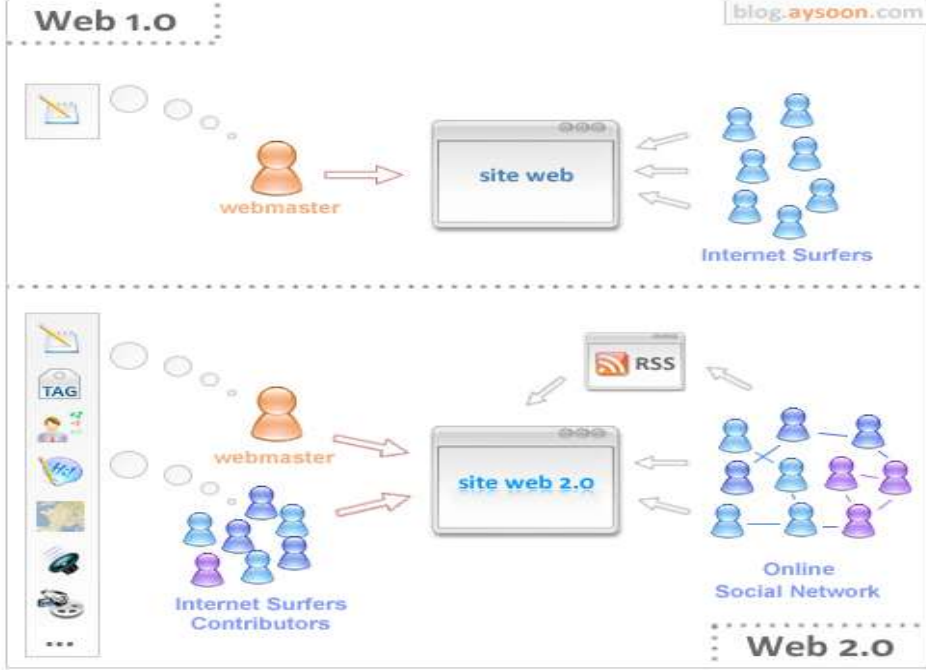 Web 1.0
blog.aysoon.com
site web
webmaster
Internet Surfers
RSS
TAG
webmaster
Hi!
site web 2.0
Internet Surfers
Contributors
Online
Social Network
...
Web 2.0